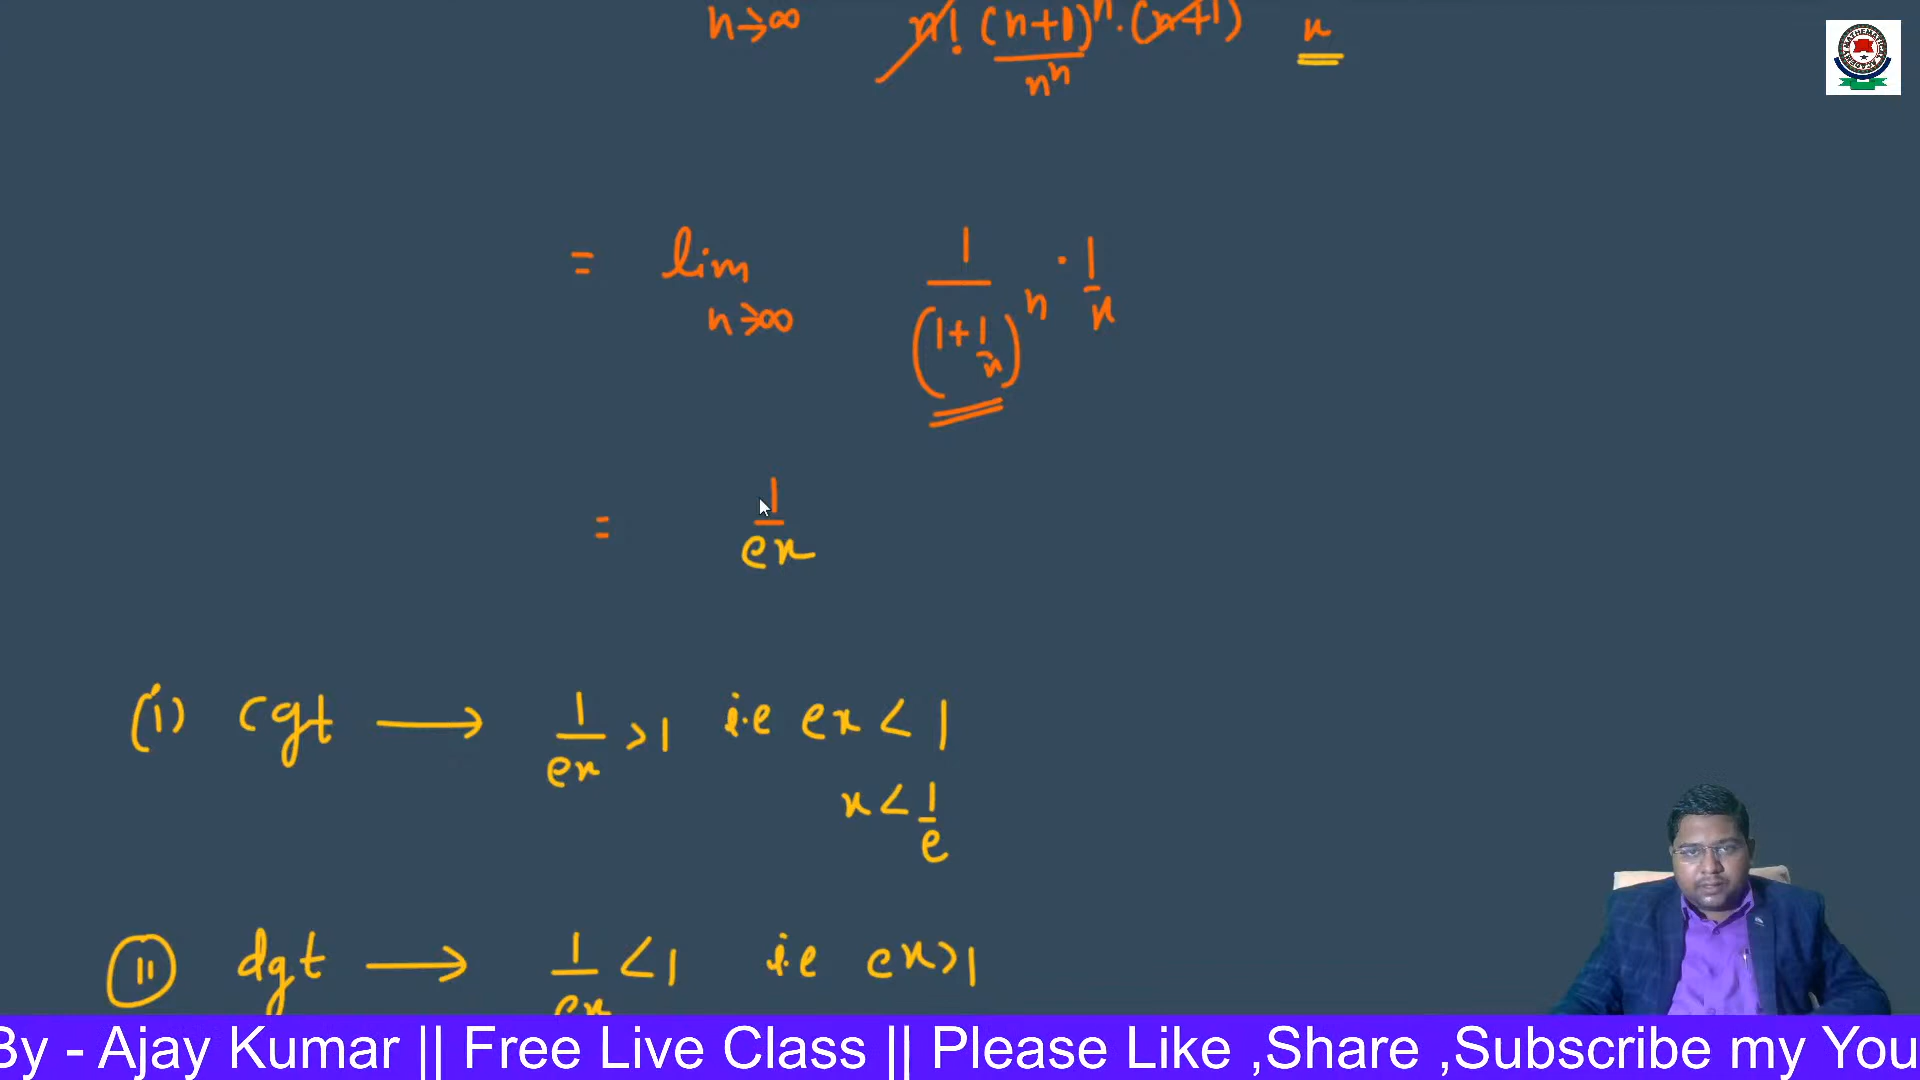 n→∞ n! (n+1)^n/n^n · (n+1) x
= lim n→∞ 1/(1+1/n)^n · 1/x
= 1/ex
(i) cgt → 1/ex >1 i.e ex < 1
x < 1/e
(ii) dgt → 1/ex < 1 i.e ex>1
By - Ajay Kumar || Free Live Class || Please Like ,Share ,Subscribe my You